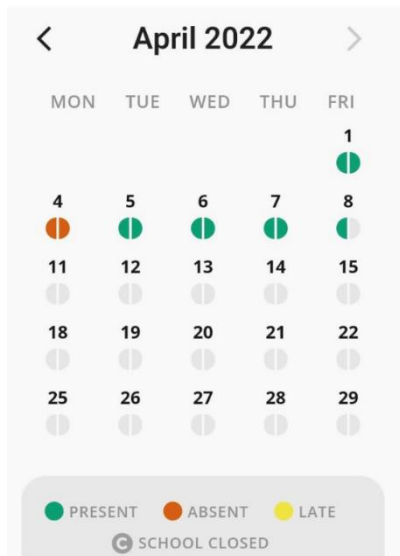 April 2022
MON TUE WED THU FRI
1
4 5 6 7 8
11 12 13 14 15
18 19 20 21 22
25 26 27 28 29
PRESENT ABSENT LATE
C SCHOOL CLOSED